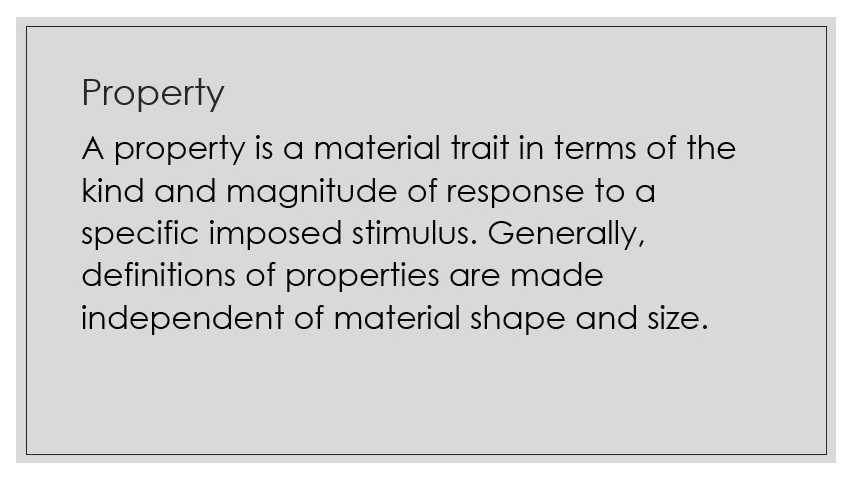 Property
A property is a material trait in terms of the
kind and magnitude of response to a
specific imposed stimulus. Generally,
definitions of properties are made
independent of material shape and size.